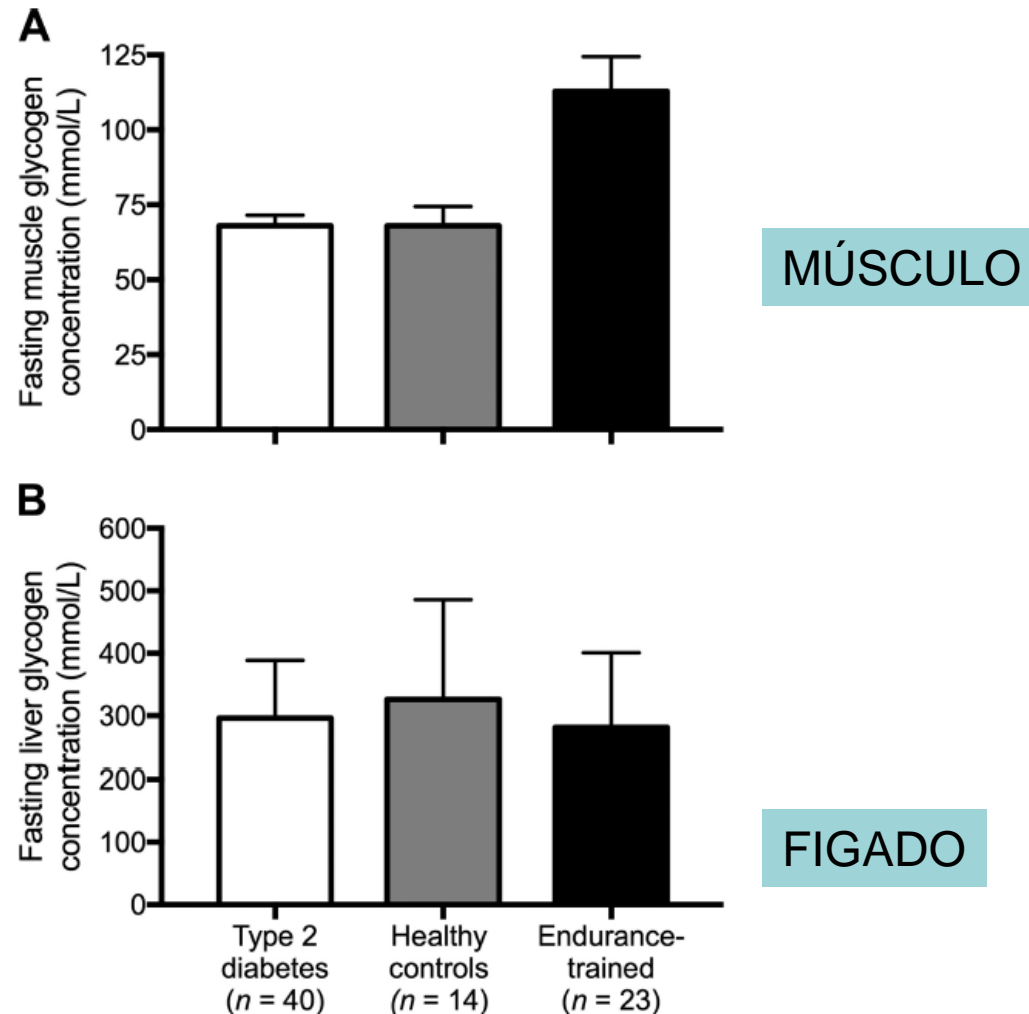 A
Fasting muscle glycogen
concentration (mmol/L)
125
100
75
50
25
0
MÚSCULO
B
Fasting liver glycogen
concentration (mmol/L)
600
500
400
300
200
100
0
FIGADO
Type 2
diabetes
(n = 40)
Healthy
controls
(n = 14)
Endurance-
trained
(n = 23)